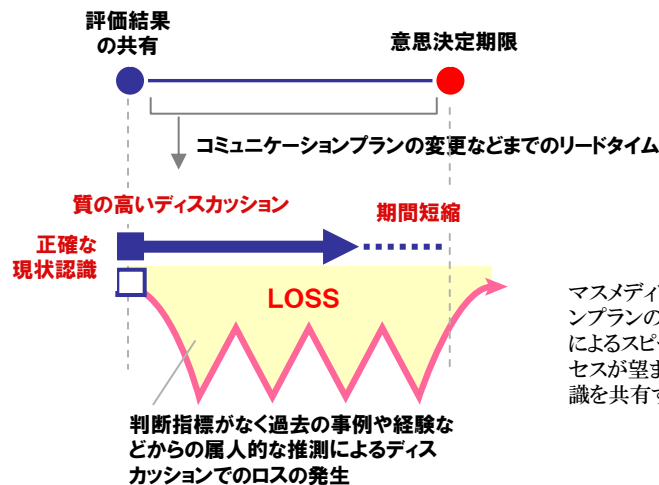 評価結果
の共有
意思決定期限
コミュニケーションプランの変更などまでのリードタイム
質の高いディスカッション
期間短縮
正確な
現状認識
LOSS
マスメディ
ンプランの
によるスピ
セスが望ま
識を共有す
判断指標がなく過去の事例や経験な
どからの属人的な推測によるディス
カッションでのロスの発生